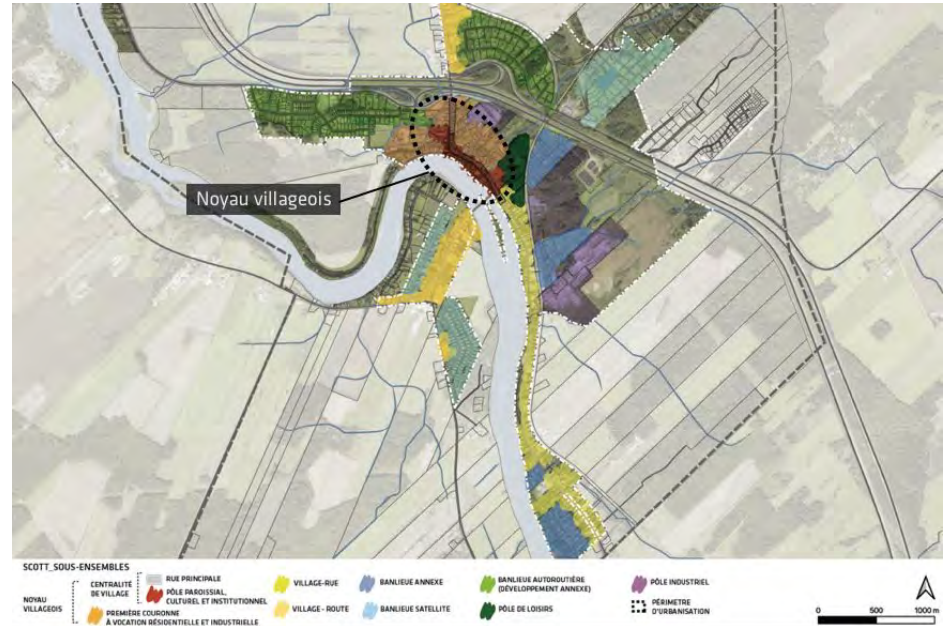 Noyau villageois
SCOTT_SOUS-ENSEMBLES
NOYAU
VILLAGEOIS
CENTRALITÉ
DE VILLAGE
RUE PRINCIPALE
PÔLE PAROISSIAL,
CULTUREL ET INSTITUTIONNEL
PREMIÈRE COURONNE
À VOCATION RÉSIDENTIELLE ET INDUSTRIELLE
VILLAGE-RUE
VILLAGE - ROUTE
BANLIEUE ANNEXE
BANLIEUE SATELLITE
BANLIEUE AUTOROUTIÈRE
(DÉVELOPPEMENT ANNEXE)
PÔLE DE LOISIRS
PÔLE INDUSTRIEL
PÉRIMETRE
D'URBANISATION
0 500 1000 m